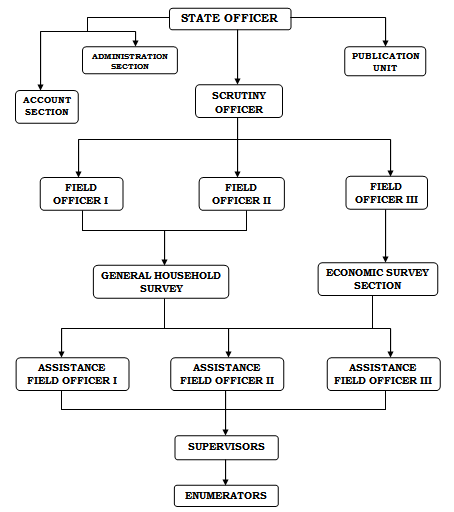 STATE OFFICER
ADMINISTRATION
SECTION
PUBLICATION
UNIT
ACCOUNT
SECTION
SCRUTINY
OFFICER
FIELD
OFFICER I
FIELD
OFFICER II
FIELD
OFFICER III
GENERAL HOUSEHOLD
SURVEY
ECONOMIC SURVEY
SECTION
ASSISTANCE
FIELD OFFICER I
ASSISTANCE
FIELD OFFICER II
ASSISTANCE
FIELD OFFICER III
SUPERVISORS
ENUMERATORS